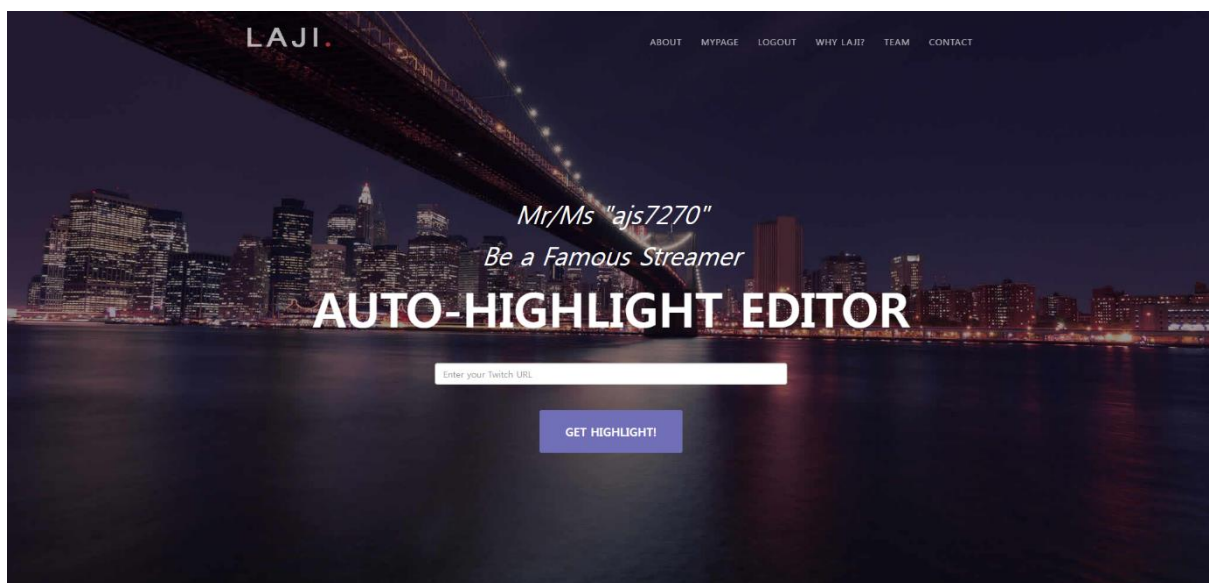 LAJI.
ABOUT MYPAGE LOGOUT WHY LAJI? TEAM CONTACT
Mr/Ms "ajs7270"
Be a Famous Streamer
AUTO-HIGHLIGHT EDITOR
Enter your Twitch URL
GET HIGHLIGHT!